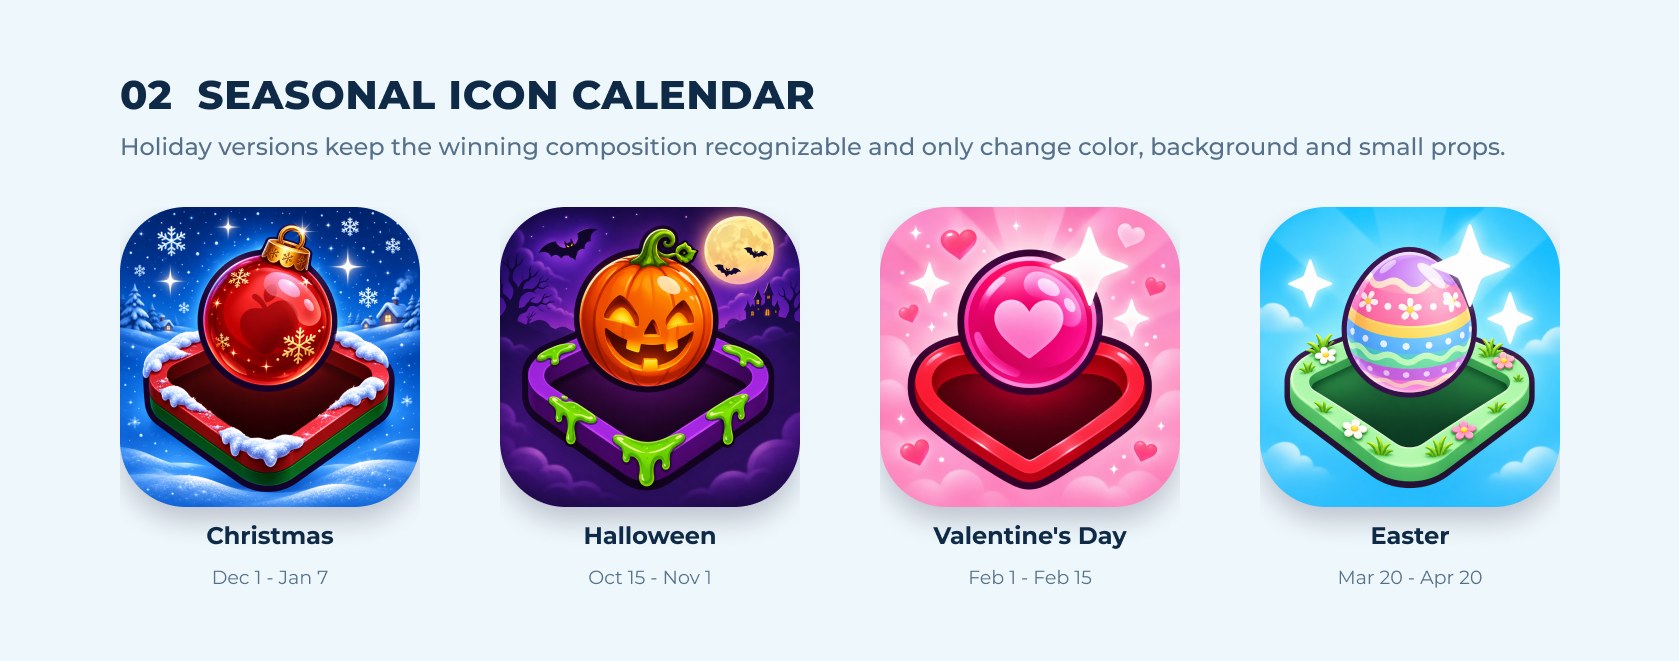 02 SEASONAL ICON CALENDAR
Holiday versions keep the winning composition recognizable and only change color, background and small props.
Christmas
Dec 1 - Jan 7
Halloween
Oct 15 - Nov 1
Valentine's Day
Feb 1 - Feb 15
Easter
Mar 20 - Apr 20